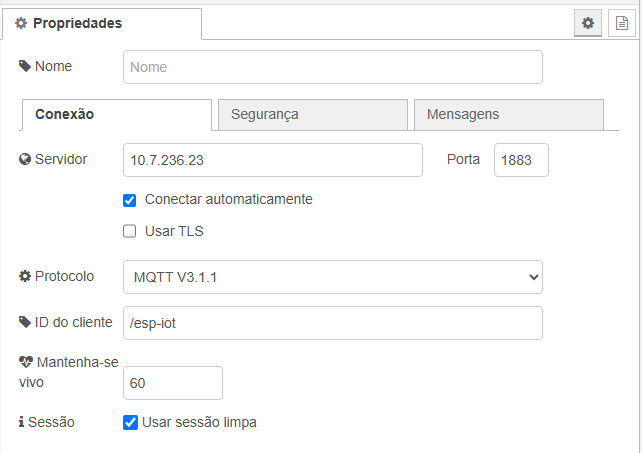 Propriedades
Nome Nome
Conexão Segurança Mensagens
Servidor 10.7.236.23 Porta 1883
Conectar automaticamente
Usar TLS
Protocolo MQTT V3.1.1
ID do cliente /esp-iot
Mantenha-se
vivo 60
Sessão Usar sessão limpa